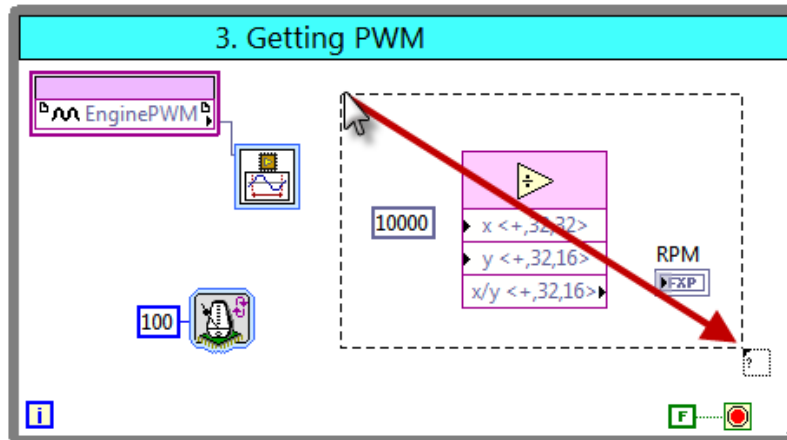 3. Getting PWM
EnginePWM
10000
÷
x <+,32,32>
y <+,32,16>
x/y <+,32,16>
RPM
FXP
100
?
i
F